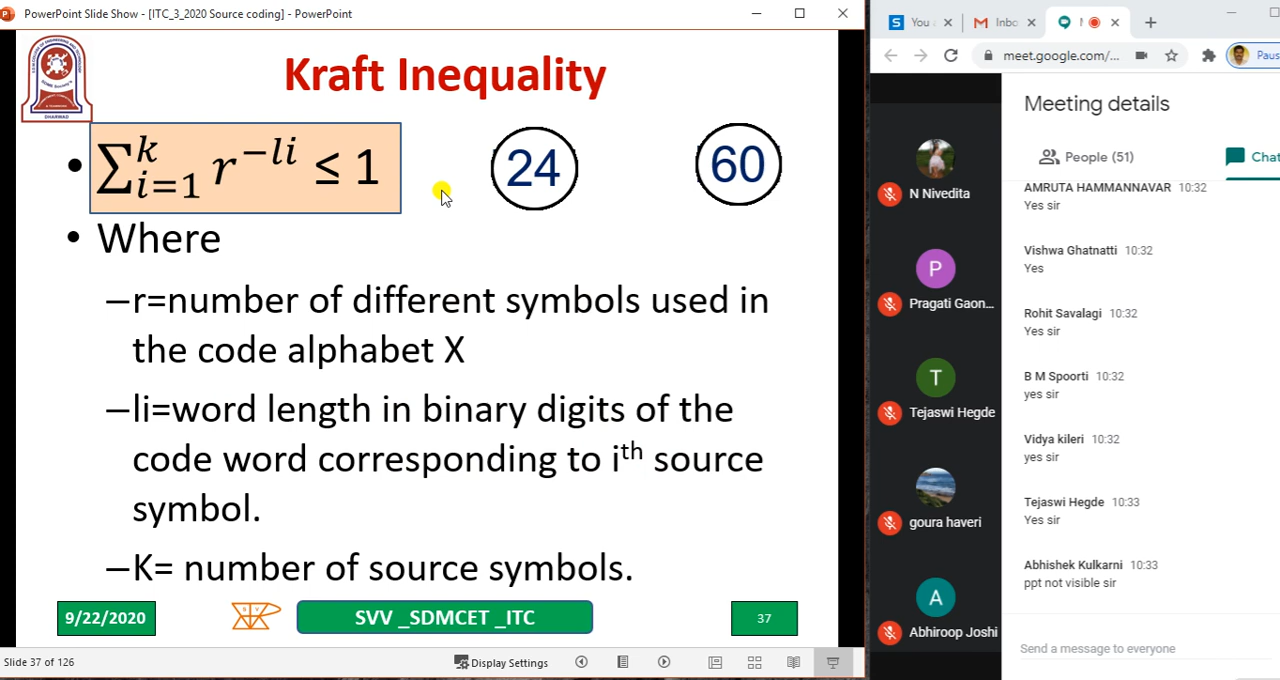 PowerPoint Slide Show - [ITC_3_2020 Source coding] - PowerPoint
Kraft Inequality
• ∑ᵏᵢ₌₁ r^−li ≤ 1
24
60
• Where
–r=number of different symbols used in
the code alphabet X
–li=word length in binary digits of the
code word corresponding to iᵗʰ source
symbol.
–K= number of source symbols.
9/22/2020
SVV _SDMCET _ITC
37
DHARWAD
Slide 37 of 126
Display Settings
You
Inbo
meet.google.com/...
Paus
N Nivedita
P
Pragati Gaon...
T
Tejaswi Hegde
goura haveri
A
Abhiroop Joshi
Meeting details
People (51)
Chat
AMRUTA HAMMANNAVAR 10:32
Yes sir
Vishwa Ghatnatti 10:32
Yes
Rohit Savalagi 10:32
Yes sir
B M Spoorti 10:32
yes sir
Vidya kileri 10:32
yes sir
Tejaswi Hegde 10:33
Yes sir
Abhishek Kulkarni 10:33
ppt not visible sir
Send a message to everyone